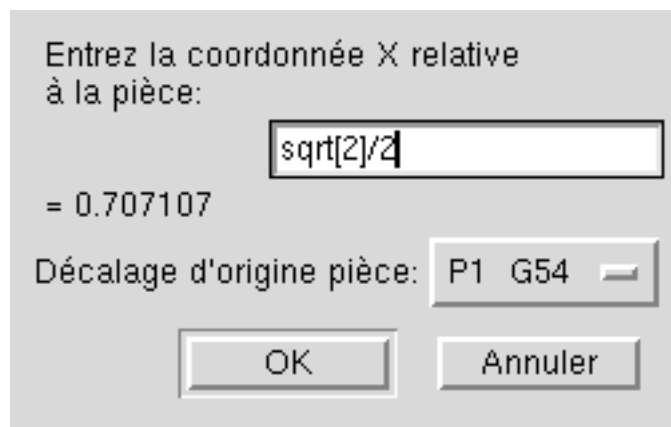 Entrez la coordonnée X relative
à la pièce:
sqrt[2]/2
= 0.707107
Décalage d'origine pièce: P1 G54
OK Annuler